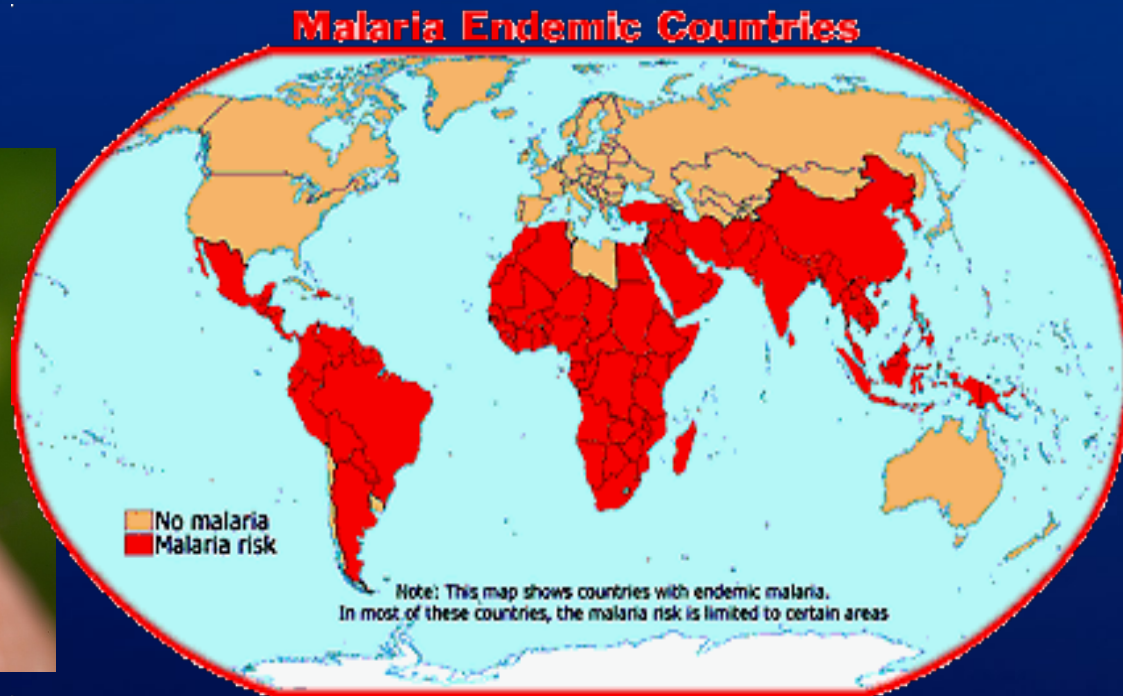 Malaria Endemic Countries
No malaria
Malaria risk
Note: This map shows countries with endemic malaria.
In most of these countries, the malaria risk is limited to certain areas